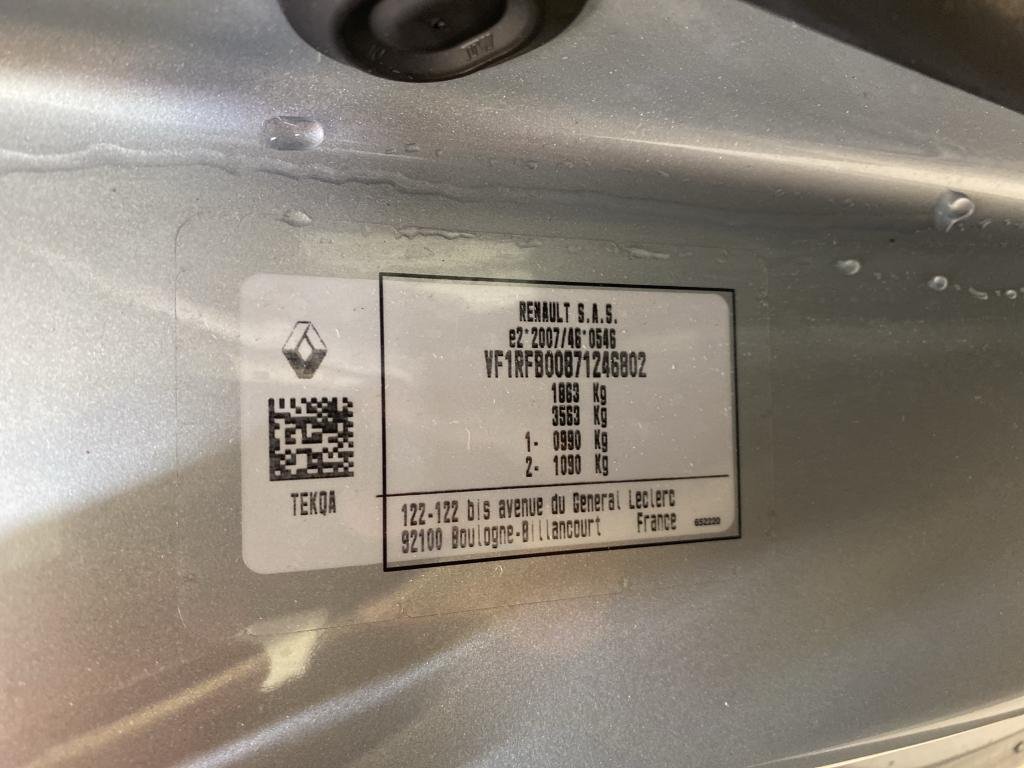 RENAULT S.A.S.
e2*2007/46*0546
VF1RFB00871246802
1863 Kg
3563 Kg
1- 0990 Kg
2- 1090 Kg
TEKQA
122-122 bis avenue du General Leclerc
92100 Boulogne-Billancourt France
652220